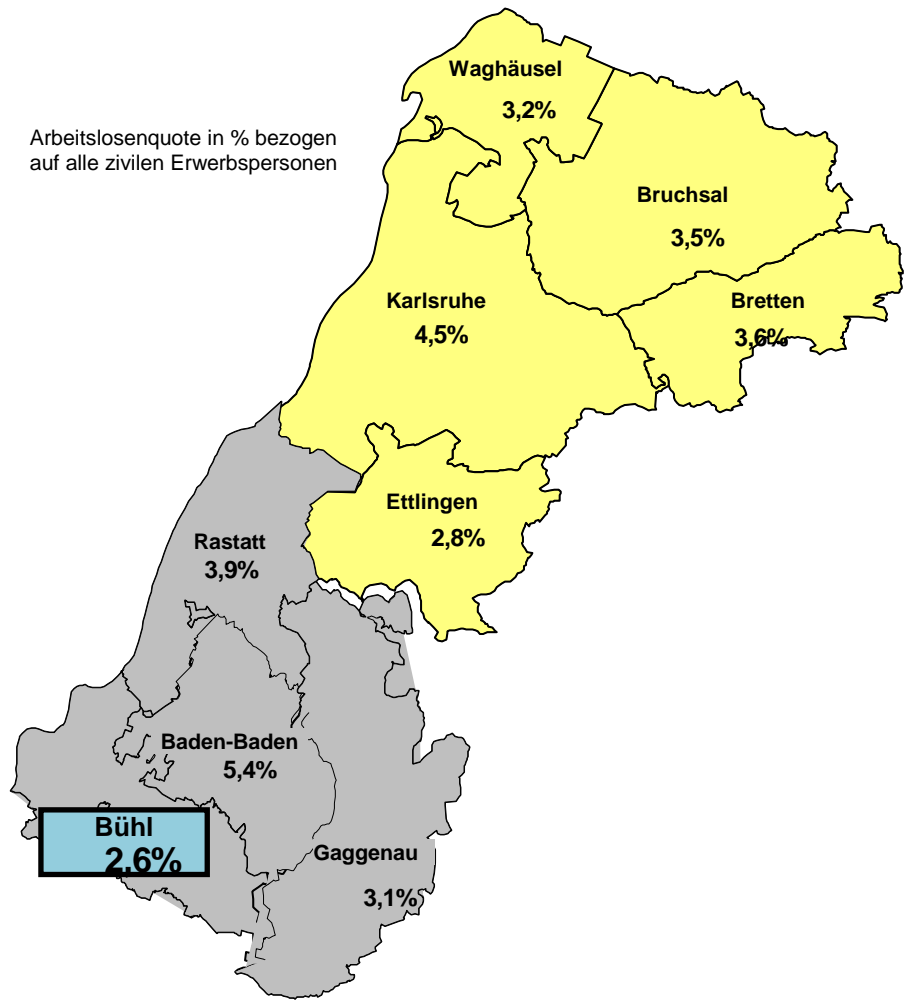 Waghäusel
3,2%
Arbeitslosenquote in % bezogen
auf alle zivilen Erwerbspersonen
Bruchsal
3,5%
Karlsruhe
4,5%
Bretten
3,6%
Ettlingen
2,8%
Rastatt
3,9%
Baden-Baden
5,4%
Bühl
2,6%
Gaggenau
3,1%